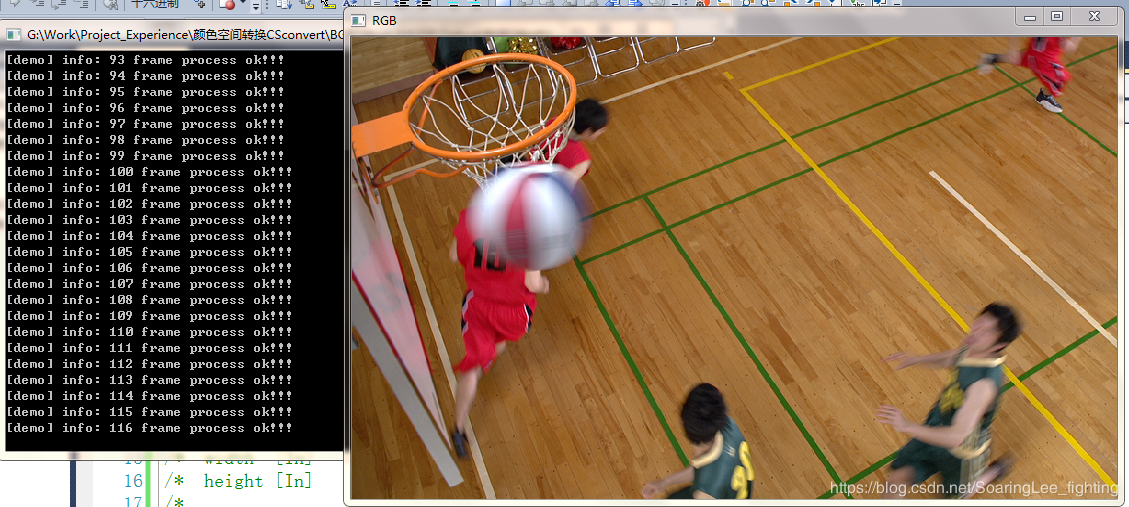 十六进制
G:\Work\Project_Experience\颜色空间转换CSconvert\BG
RGB
[demo] info: 93 frame process ok!!!
[demo] info: 94 frame process ok!!!
[demo] info: 95 frame process ok!!!
[demo] info: 96 frame process ok!!!
[demo] info: 97 frame process ok!!!
[demo] info: 98 frame process ok!!!
[demo] info: 99 frame process ok!!!
[demo] info: 100 frame process ok!!!
[demo] info: 101 frame process ok!!!
[demo] info: 102 frame process ok!!!
[demo] info: 103 frame process ok!!!
[demo] info: 104 frame process ok!!!
[demo] info: 105 frame process ok!!!
[demo] info: 106 frame process ok!!!
[demo] info: 107 frame process ok!!!
[demo] info: 108 frame process ok!!!
[demo] info: 109 frame process ok!!!
[demo] info: 110 frame process ok!!!
[demo] info: 111 frame process ok!!!
[demo] info: 112 frame process ok!!!
[demo] info: 113 frame process ok!!!
[demo] info: 114 frame process ok!!!
[demo] info: 115 frame process ok!!!
[demo] info: 116 frame process ok!!!
15 /* width [In]
16 /* height [In]
17 /*
https://blog.csdn.net/SoaringLee_fighting